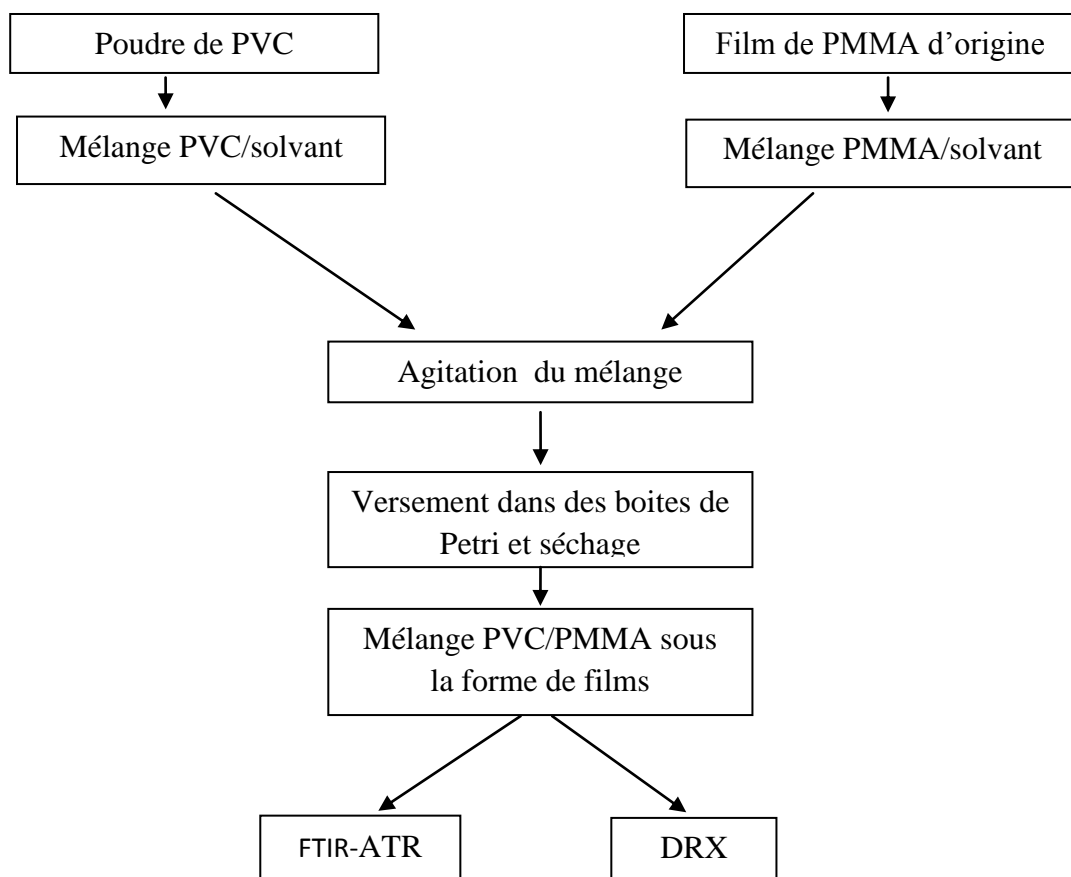 Poudre de PVC
Film de PMMA d’origine
Mélange PVC/solvant
Mélange PMMA/solvant
Agitation du mélange
Versement dans des boites de
Petri et séchage
Mélange PVC/PMMA sous
la forme de films
FTIR-ATR
DRX